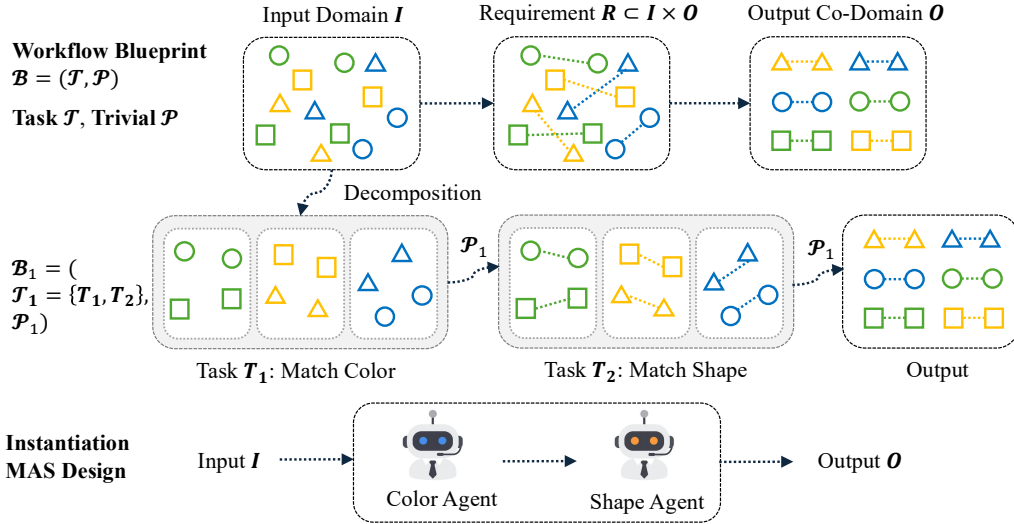 Input Domain I
Requirement R ⊂ I × O
Output Co-Domain O
Workflow Blueprint
ℬ = (𝒯, 𝒫)
Task 𝒯, Trivial 𝒫
Decomposition
ℬ₁ = (
𝒯₁ = {T₁, T₂},
𝒫₁)
𝒫₁
𝒫₁
Task T₁: Match Color
Task T₂: Match Shape
Output
Instantiation
MAS Design
Input I
Color Agent
Shape Agent
Output O